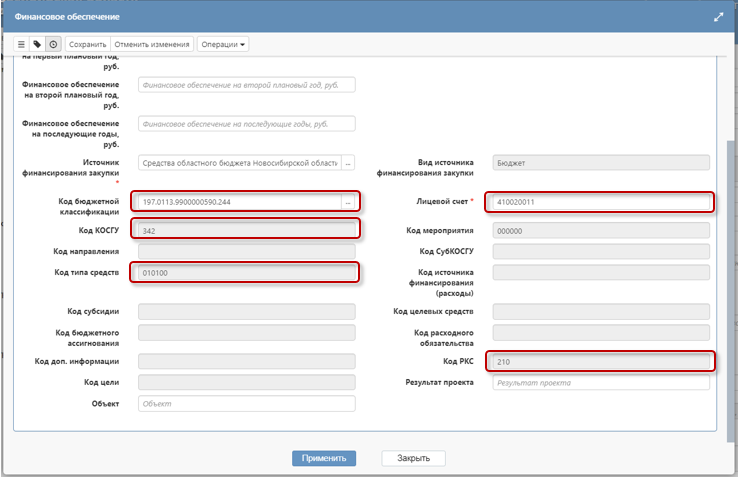 Финансовое обеспечение
Сохранить Отменить изменения Операции
на первый плановый год,
руб.
Финансовое обеспечение
на второй плановый год,
руб.
Финансовое обеспечение на второй плановый год, руб.
Финансовое обеспечение
на последующие годы,
руб.
Финансовое обеспечение на последующие годы, руб.
Источник
финансирования закупки
*
Средства областного бюджета Новосибирской области ...
Вид источника
финансирования закупки
Бюджет
Код бюджетной
классификации
197.0113.9900000590.244 ...
Лицевой счет *
410020011
Код КОСГУ
342
Код мероприятия
000000
Код направления
Код СубКОСГУ
Код типа средств
010100
Код источника
финансирования
(расходы)
Код субсидии
Код целевых средств
Код бюджетного
ассигнования
Код расходного
обязательства
Код доп. информации
Код РКС
210
Код цели
Результат проекта
Результат проекта
Объект
Объект
Применить Закрыть